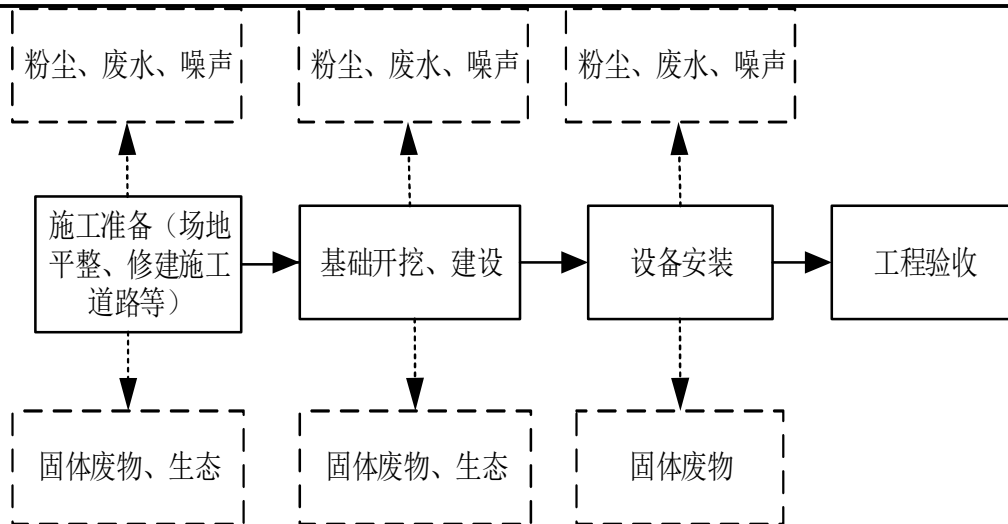 粉尘、废水、噪声
粉尘、废水、噪声
粉尘、废水、噪声
施工准备（场地
平整、修建施工
道路等）
基础开挖、建设
设备安装
工程验收
固体废物、生态
固体废物、生态
固体废物